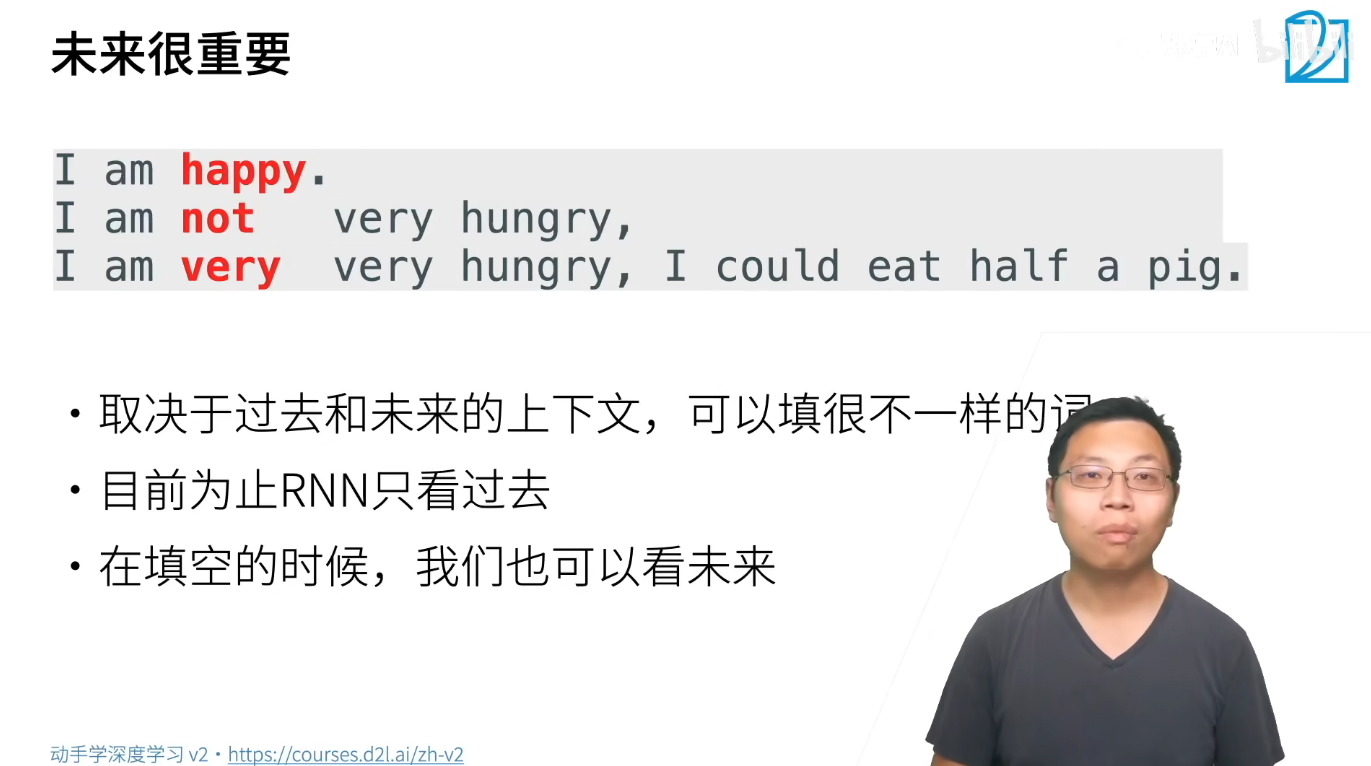 未来很重要
I am happy.
I am not very hungry,
I am very very hungry, I could eat half a pig.
• 取决于过去和未来的上下文，可以填很不一样的词
• 目前为止RNN只看过去
• 在填空的时候，我们也可以看未来
动手学深度学习 v2 • https://courses.d2l.ai/zh-v2